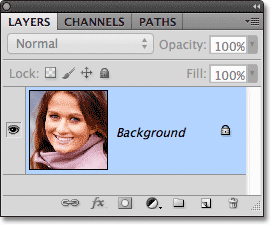 LAYERS CHANNELS PATHS
Normal Opacity: 100%
Lock: Fill: 100%
Background
fx